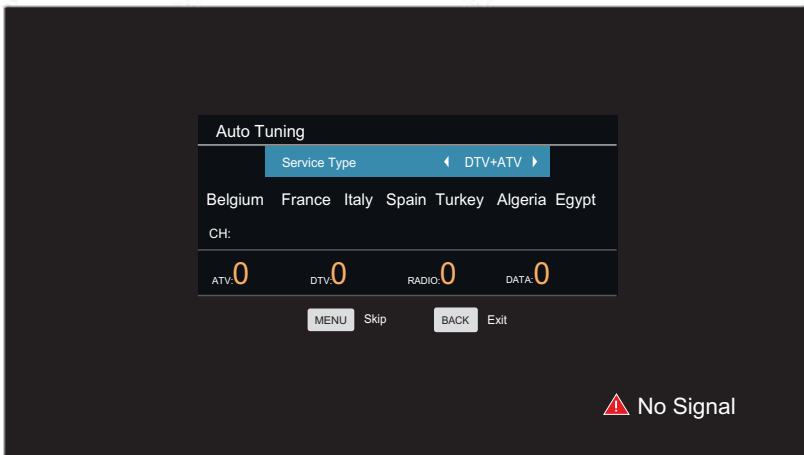 Auto Tuning
Service Type DTV+ATV
Belgium France Italy Spain Turkey Algeria Egypt
CH:
ATV:0 DTV:0 RADIO:0 DATA:0
MENU Skip BACK Exit
No Signal